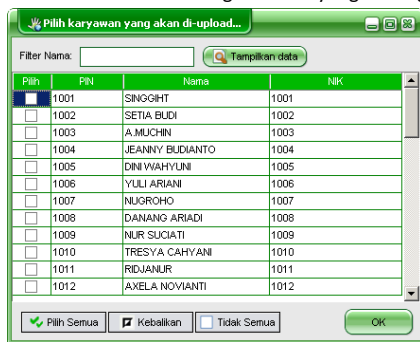 Pilih karyawan yang akan di-upload...
Filter Nama: Tampilkan data
Pilih PIN Nama NIK
1001 SINGGIHT 1001
1002 SETIA BUDI 1002
1003 A.MUCHIN 1003
1004 JEANNY BUDIANTO 1004
1005 DINI WAHYUNI 1005
1006 YULI ARIANI 1006
1007 NUGROHO 1007
1008 DANANG ARIADI 1008
1009 NUR SUCIATI 1009
1010 TRESYA CAHYANI 1010
1011 RIDJANUR 1011
1012 AXELA NOVIANTI 1012
Pilih Semua Kebalikan Tidak Semua OK